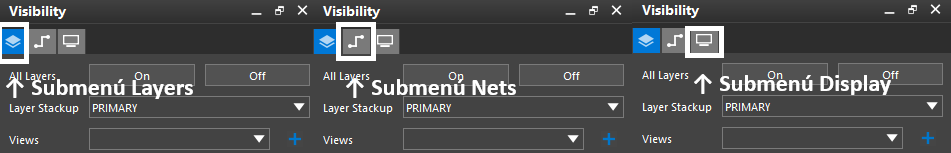 Visibility
All Layers On Off
↑ Submenú Layers
Layer Stackup PRIMARY
Views
Visibility
All Layers On Off
↑ Submenú Nets
Layer Stackup PRIMARY
Views
Visibility
All Layers On Off
↑ Submenú Display
Layer Stackup PRIMARY
Views